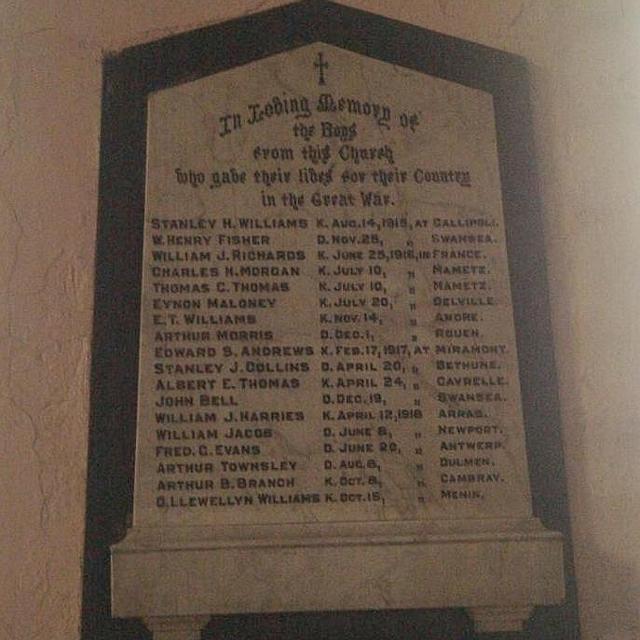 In Loving Memory of
the Boys
from this Church
who gave their lives for their Country
in the Great War.
STANLEY H. WILLIAMS K. AUG. 14, 1915, AT GALLIPOLI.
W. HENRY FISHER D. NOV. 25, " SWANSEA.
WILLIAM J. RICHARDS K. JUNE 25, 1916, IN FRANCE.
CHARLES H. MORGAN K. JULY 10, " MAMETZ.
THOMAS C. THOMAS K. JULY 10, " MAMETZ.
EYNON MALONEY K. JULY 20, " DELVILLE.
E. T. WILLIAMS K. NOV. 14, " ANCRE.
ARTHUR MORRIS D. DEC. 1, " ROUEN.
EDWARD S. ANDREWS K. FEB. 17, 1917, AT MIRAMONT.
STANLEY J. COLLINS D. APRIL 20, " BETHUNE.
ALBERT E. THOMAS K. APRIL 24, " GAVRELLE.
JOHN BELL D. DEC. 19, " SWANSEA.
WILLIAM J. HARRIES K. APRIL 12, 1918 ARRAS.
WILLIAM JACOB D. JUNE 8, " NEWPORT.
FRED. G. EVANS D. JUNE 20, " ANTWERP.
ARTHUR TOWNSLEY D. AUG. 8, " DULMEN.
ARTHUR B. BRANCH K. OCT. 8, " CAMBRAY.
D. LLEWELLYN WILLIAMS K. OCT. 15, " MENIN.